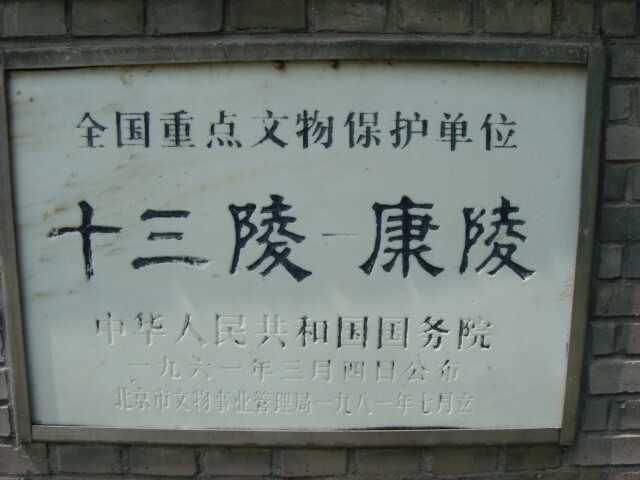 全国重点文物保护单位
十三陵—康陵
中华人民共和国国务院
一九六一年三月四日公布
北京市文物事业管理局一九八一年七月立